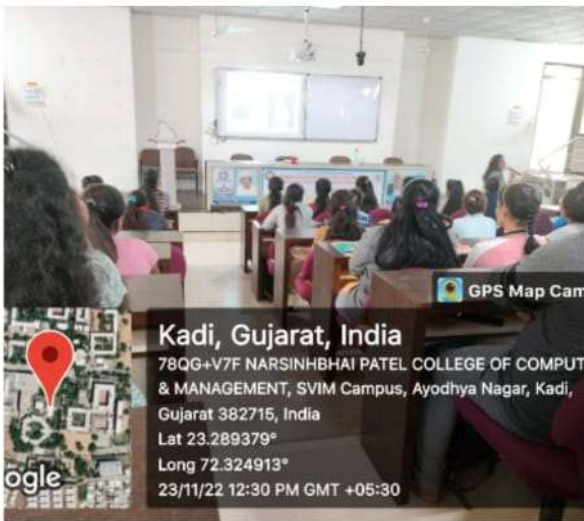 GPS Map Cam
Kadi, Gujarat, India
78QG+V7F NARSINHBHAI PATEL COLLEGE OF COMPUT
& MANAGEMENT, SVIM Campus, Ayodhya Nagar, Kadi,
Gujarat 382715, India
Lat 23.289379°
Long 72.324913°
23/11/22 12:30 PM GMT +05:30
ogle